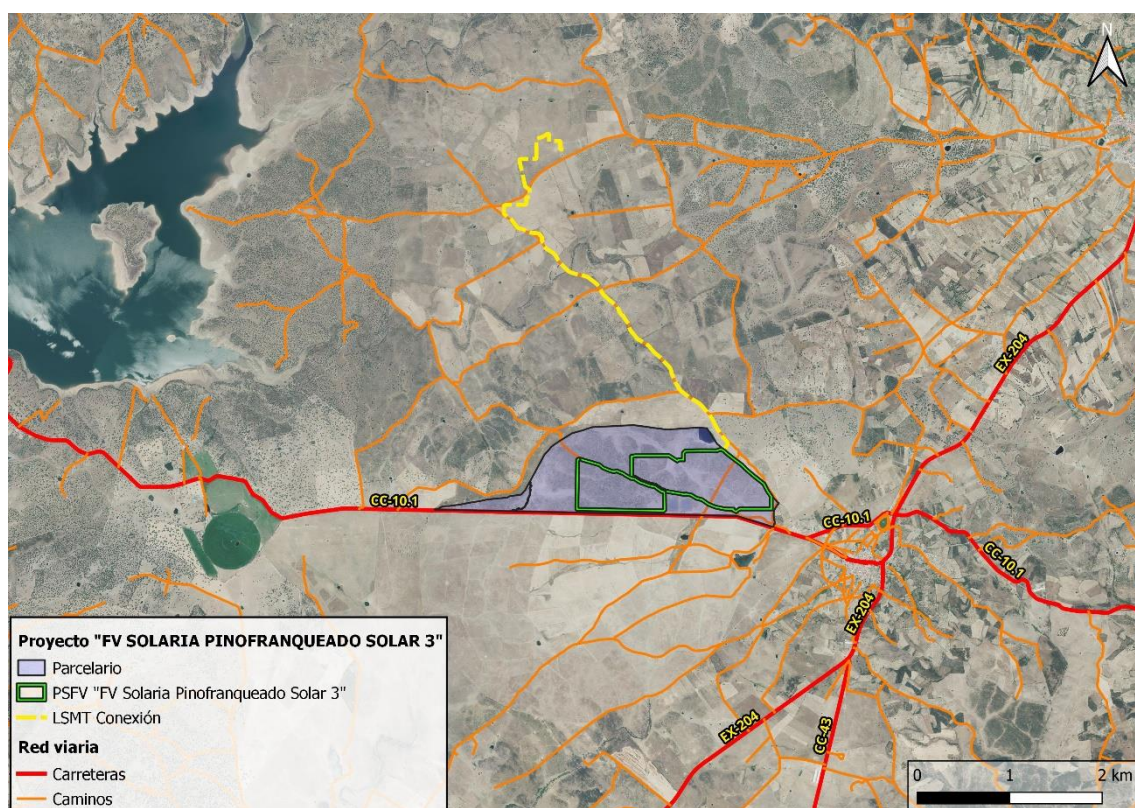 N
EX-204
CC-10.1
CC-10.1
CC-10.1
EX-204
EX-204
CC-43
Proyecto "FV SOLARIA PINOFRANQUEADO SOLAR 3"
Parcelario
PSFV "FV Solaria Pinofranqueado Solar 3"
LSMT Conexión
Red viaria
Carreteras
Caminos
0 1 2 km